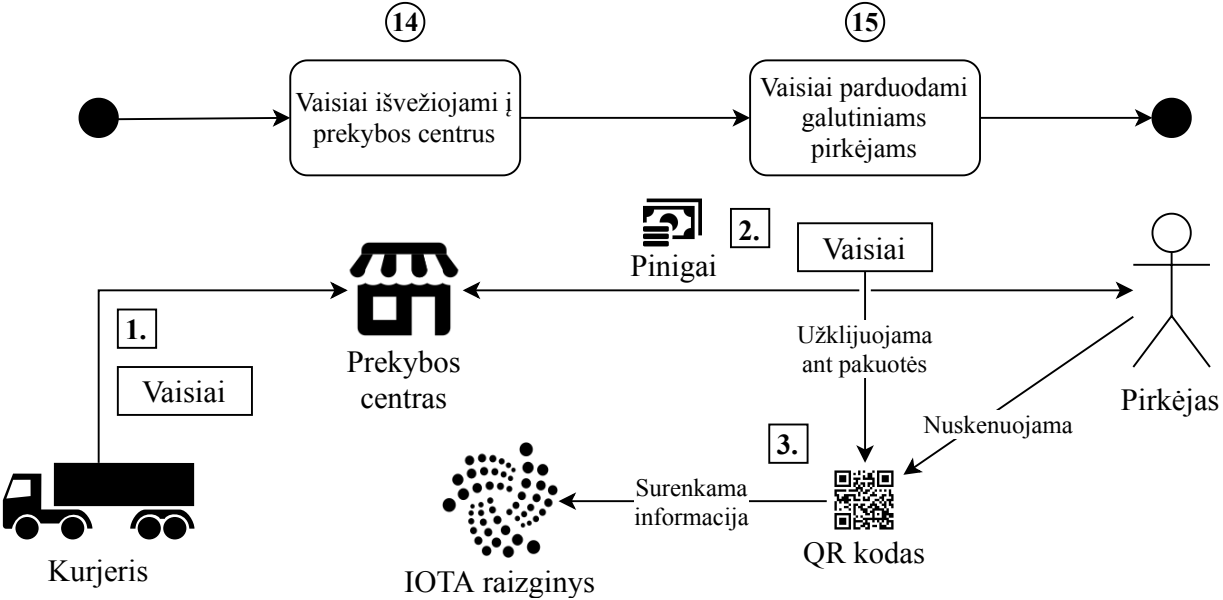 14
15
Vaisiai išvežiojami į
prekybos centrus
Vaisiai parduodami
galutiniams
pirkėjams
2.
Vaisiai
Pinigai
1.
Užklijuojama
ant pakuotės
Prekybos
centras
Vaisiai
Pirkėjas
Nuskenuojama
3.
Surenkama
informacija
QR kodas
Kurjeris
IOTA raizginys